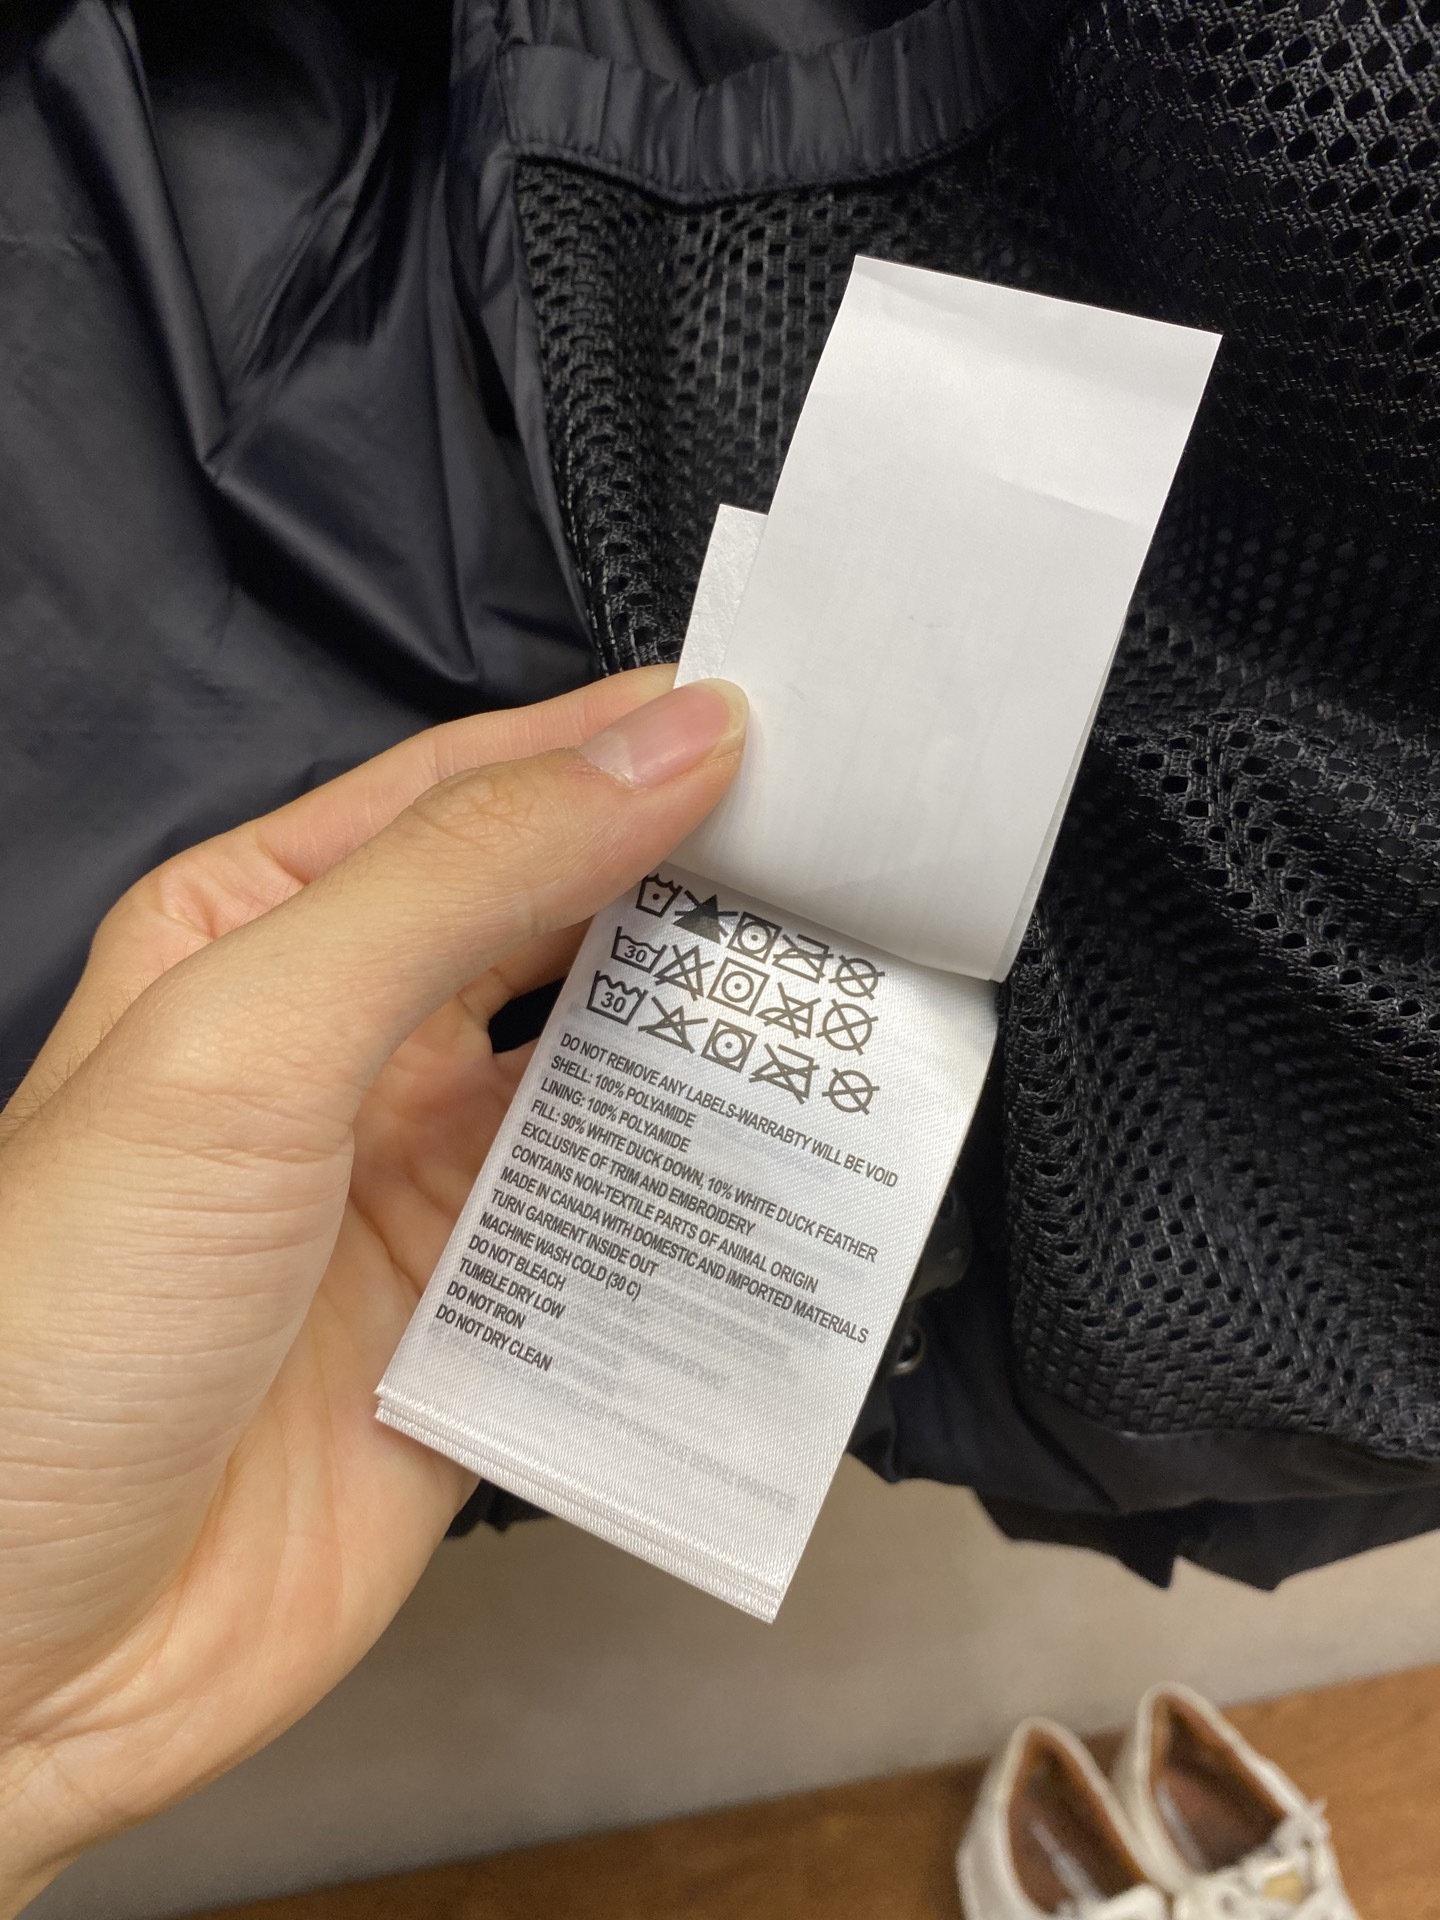 30
30
DO NOT REMOVE ANY LABELS-WARRABTY WILL BE VOID
SHELL: 100% POLYAMIDE
LINING: 100% POLYAMIDE
FILL: 90% WHITE DUCK DOWN, 10% WHITE DUCK FEATHER
EXCLUSIVE OF TRIM AND EMBROIDERY
CONTAINS NON-TEXTILE PARTS OF ANIMAL ORIGIN
MADE IN CANADA WITH DOMESTIC AND IMPORTED MATERIALS
TURN GARMENT INSIDE OUT
MACHINE WASH COLD (30 C)
DO NOT BLEACH
TUMBLE DRY LOW
DO NOT IRON
DO NOT DRY CLEAN